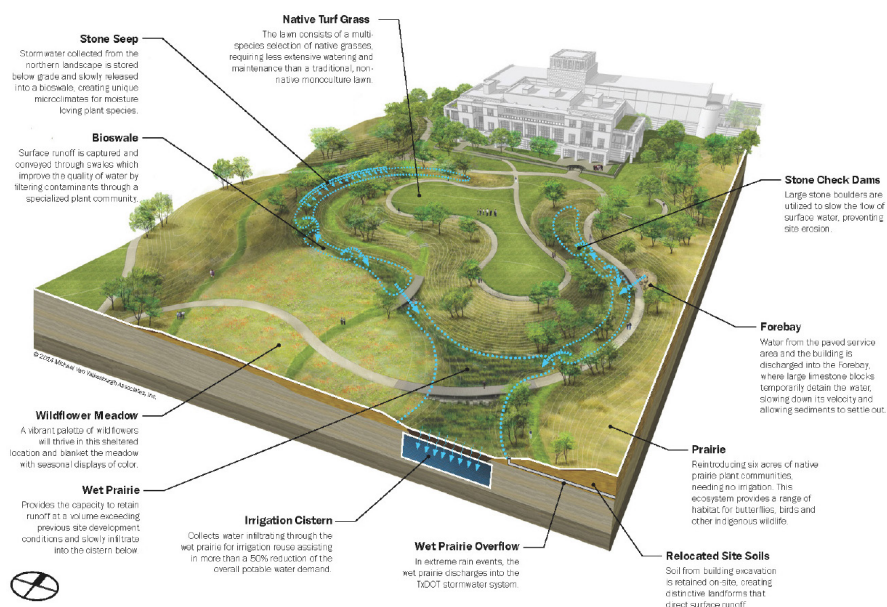 Native Turf Grass
The lawn consists of a multi-
species selection of native grasses,
requiring less extensive watering and
maintenance than a traditional, non-
native monoculture lawn.
Stone Seep
Stormwater collected from the
northern landscape is stored
below grade and slowly released
into a bioswale, creating unique
microclimates for moisture
loving plant species.
Bioswale
Surface runoff is captured and
conveyed through swales which
improve the quality of water by
filtering contaminants through a
specialized plant community.
Stone Check Dams
Large stone boulders are
utilized to slow the flow of
surface water, preventing
site erosion.
Forebay
Water from the paved service
area and the building is
discharged into the Forebay,
where large limestone blocks
temporarily detain the water,
slowing down its velocity and
allowing sediments to settle out.
© 2014 Michael Van Valkenburgh Associates, Inc.
Wildflower Meadow
A vibrant palette of wildflowers
will thrive in this sheltered
location and blanket the meadow
with seasonal displays of color.
Wet Prairie
Provides the capacity to retain
runoff at a volume exceeding
previous site development
conditions and slowly infiltrate
into the cistern below.
Irrigation Cistern
Collects water infiltrating through the
wet prairie for irrigation reuse assisting
in more than a 50% reduction of the
overall potable water demand.
Wet Prairie Overflow
In extreme rain events, the
wet prairie discharges into the
TxDOT stormwater system.
Prairie
Reintroducing six acres of native
prairie plant communities,
needing no irrigation. This
ecosystem provides a range of
habitat for butterflies, birds and
other indigenous wildlife.
Relocated Site Soils
Soil from building excavation
is retained on-site, creating
distinctive landforms that
direct surface runoff.